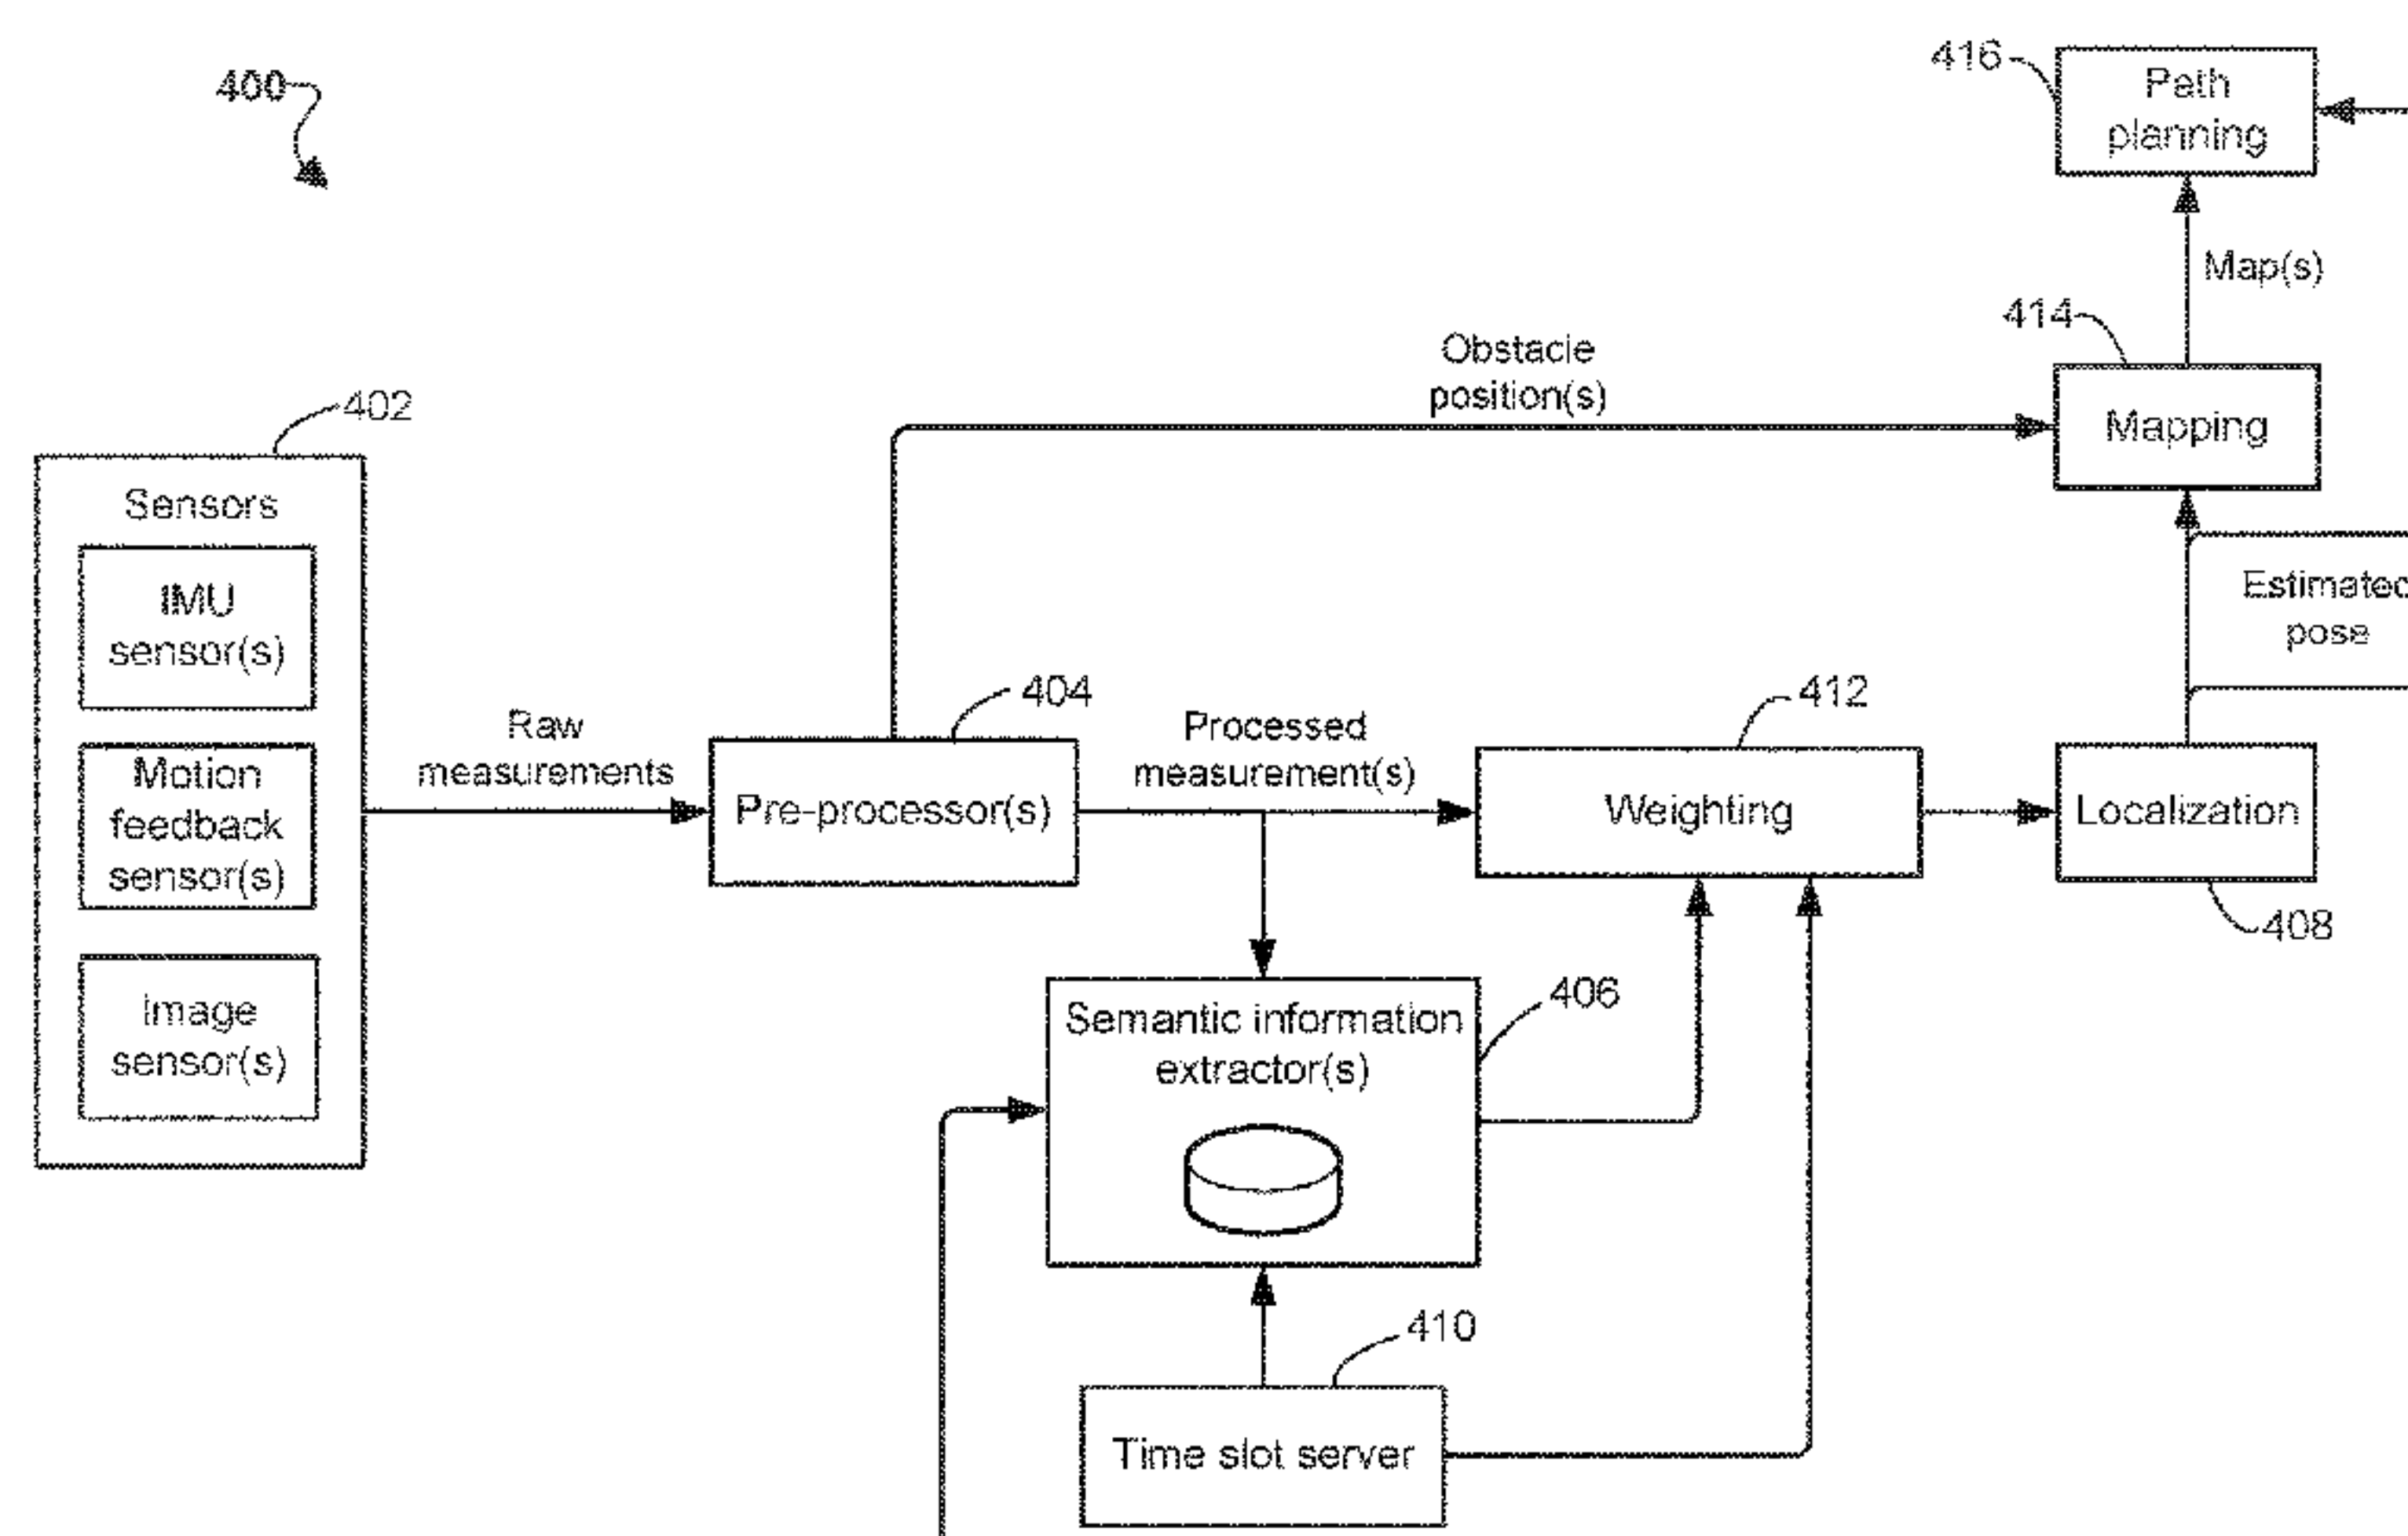 400
416
Path
planning
Map(s)
414
Obstacle
position(s)
Mapping
402
Sensors
IMU
sensor(s)
Motion
feedback
sensor(s)
Image
sensor(s)
Raw
measurements
404
Pre-processor(s)
Processed
measurement(s)
412
Weighting
Estimated
pose
Localization
408
406
Semantic information
extractor(s)
410
Time slot server